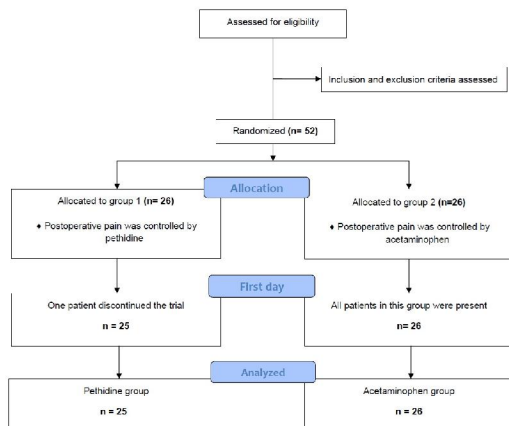 Assessed for eligibility
Inclusion and exclusion criteria assessed
Randomized (n= 52)
Allocation
Allocated to group 1 (n= 26)
♦ Postoperative pain was controlled by
pethidine
Allocated to group 2 (n=26)
♦ Postoperative pain was controlled by
acetaminophen
First day
One patient discontinued the trial
n = 25
All patients in this group were present
n= 26
Analyzed
Pethidine group
n = 25
Acetaminophen group
n = 26